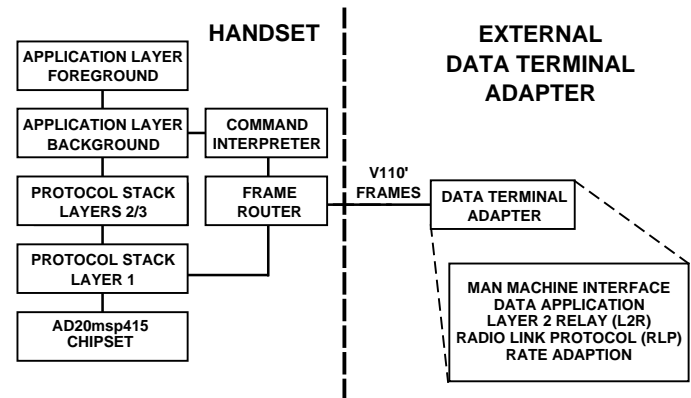 HANDSET
APPLICATION LAYER
FOREGROUND
APPLICATION LAYER
BACKGROUND
COMMAND
INTERPRETER
PROTOCOL STACK
LAYERS 2/3
FRAME
ROUTER
PROTOCOL STACK
LAYER 1
AD20msp415
CHIPSET
EXTERNAL
DATA TERMINAL
ADAPTER
V110'
FRAMES
DATA TERMINAL
ADAPTER
MAN MACHINE INTERFACE
DATA APPLICATION
LAYER 2 RELAY (L2R)
RADIO LINK PROTOCOL (RLP)
RATE ADAPTION